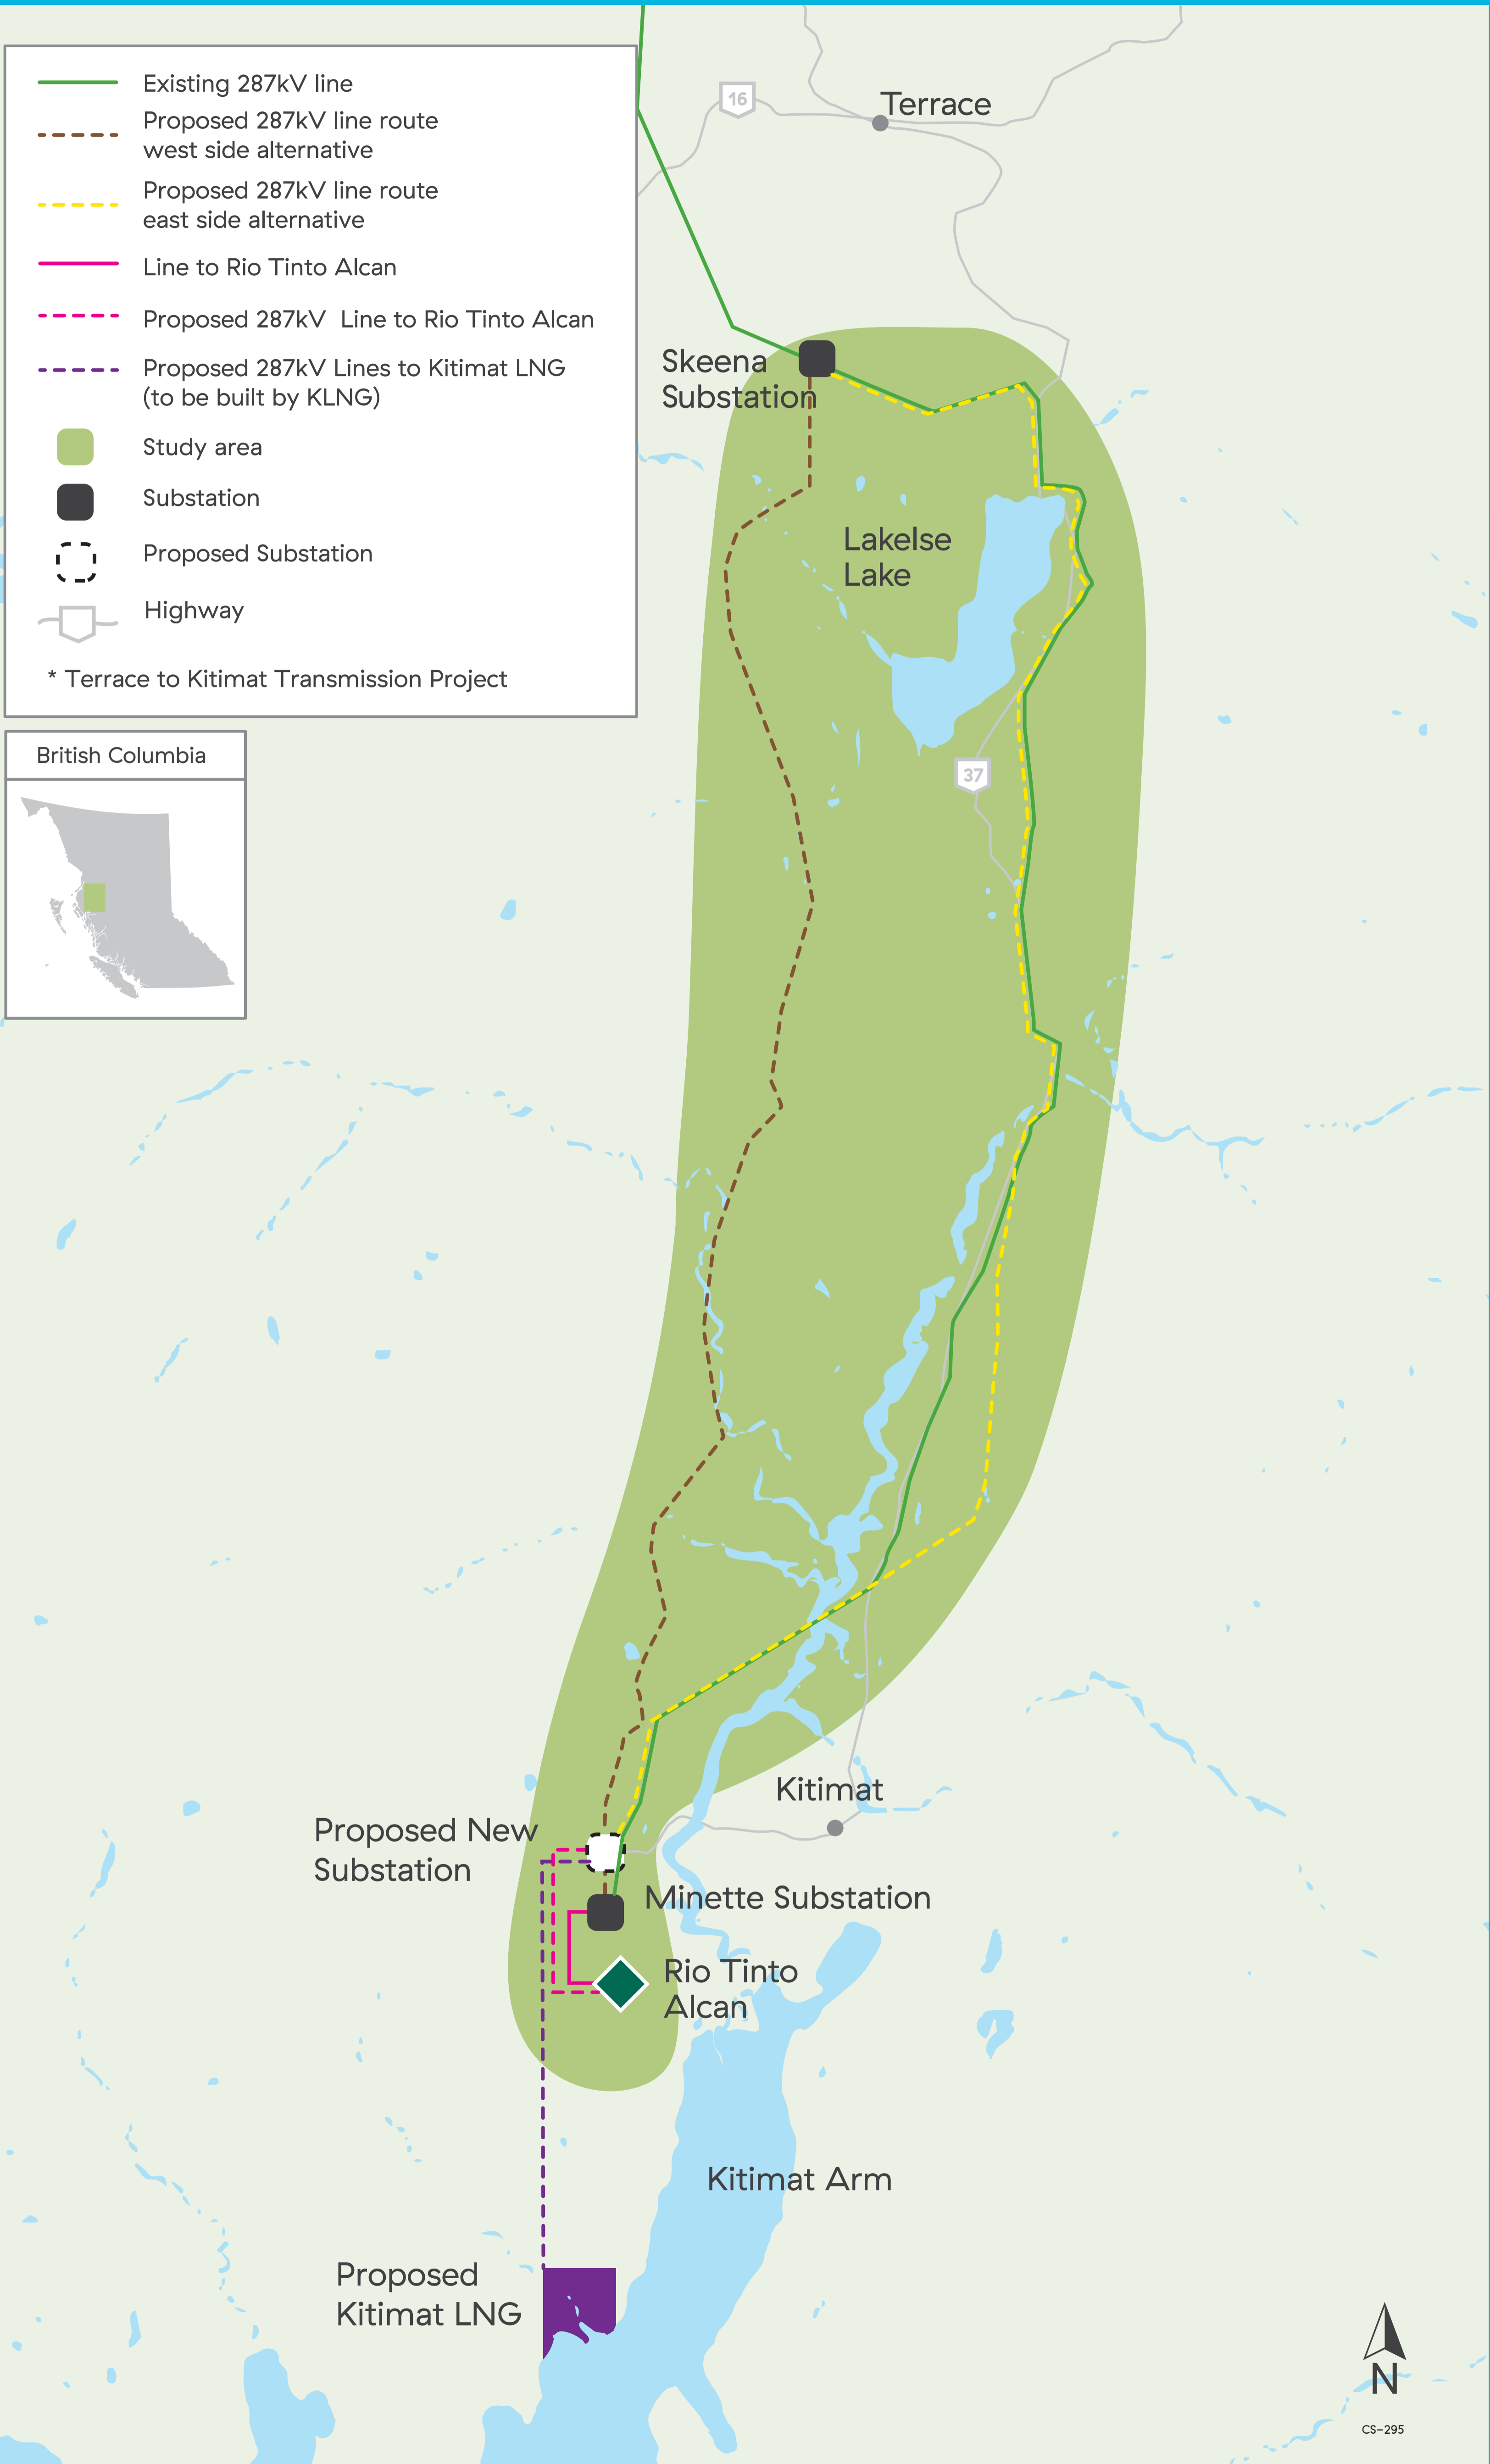 Existing 287kV line
Proposed 287kV line route
west side alternative
Proposed 287kV line route
east side alternative
Line to Rio Tinto Alcan
Proposed 287kV Line to Rio Tinto Alcan
Proposed 287kV Lines to Kitimat LNG
(to be built by KLNG)
Study area
Substation
Proposed Substation
Highway
* Terrace to Kitimat Transmission Project
British Columbia
16
Terrace
Skeena
Substation
Lakelse
Lake
37
Kitimat
Proposed New
Substation
Minette Substation
Rio Tinto
Alcan
Kitimat Arm
Proposed
Kitimat LNG
N
CS-295